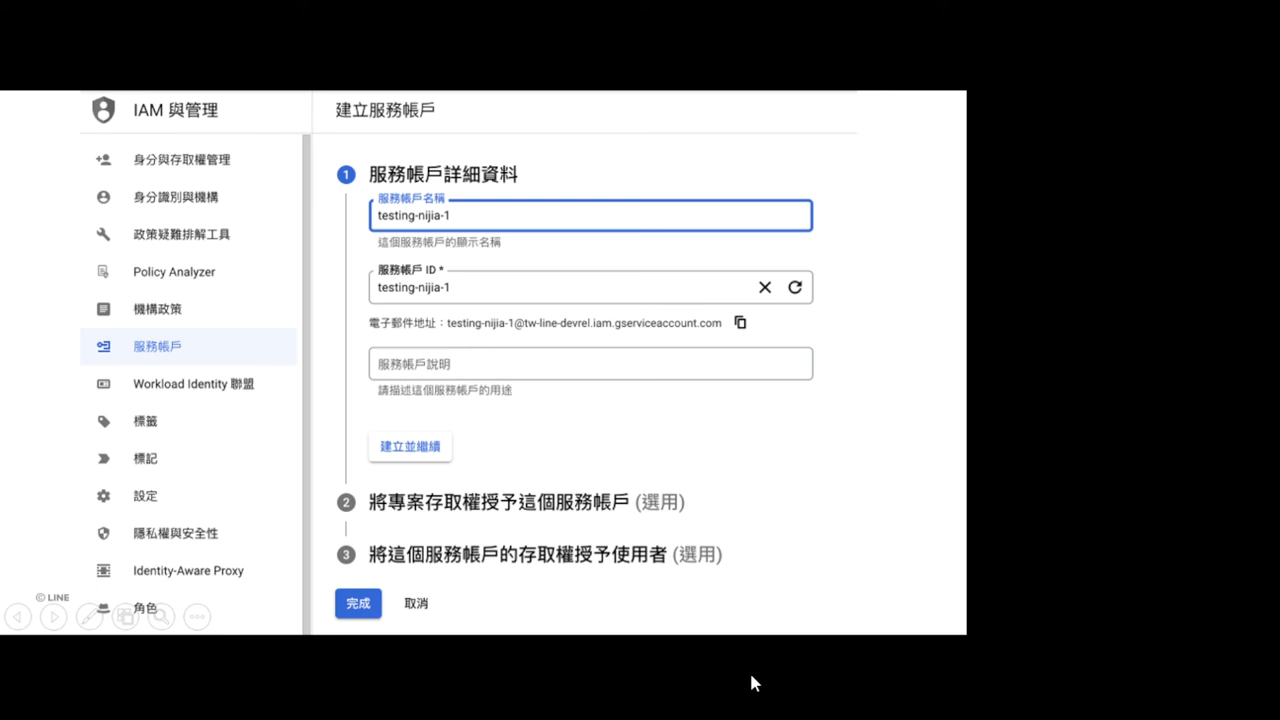 IAM 與管理
身分與存取權管理
身分識別與機構
政策疑難排解工具
Policy Analyzer
機構政策
服務帳戶
Workload Identity 聯盟
標籤
標記
設定
隱私權與安全性
Identity-Aware Proxy
角色
© LINE
建立服務帳戶
1 服務帳戶詳細資料
服務帳戶名稱
testing-nijia-1
這個服務帳戶的顯示名稱
服務帳戶 ID *
testing-nijia-1
電子郵件地址：testing-nijia-1@tw-line-devrel.iam.gserviceaccount.com
服務帳戶說明
請描述這個服務帳戶的用途
建立並繼續
2 將專案存取權授予這個服務帳戶 (選用)
3 將這個服務帳戶的存取權授予使用者 (選用)
完成 取消